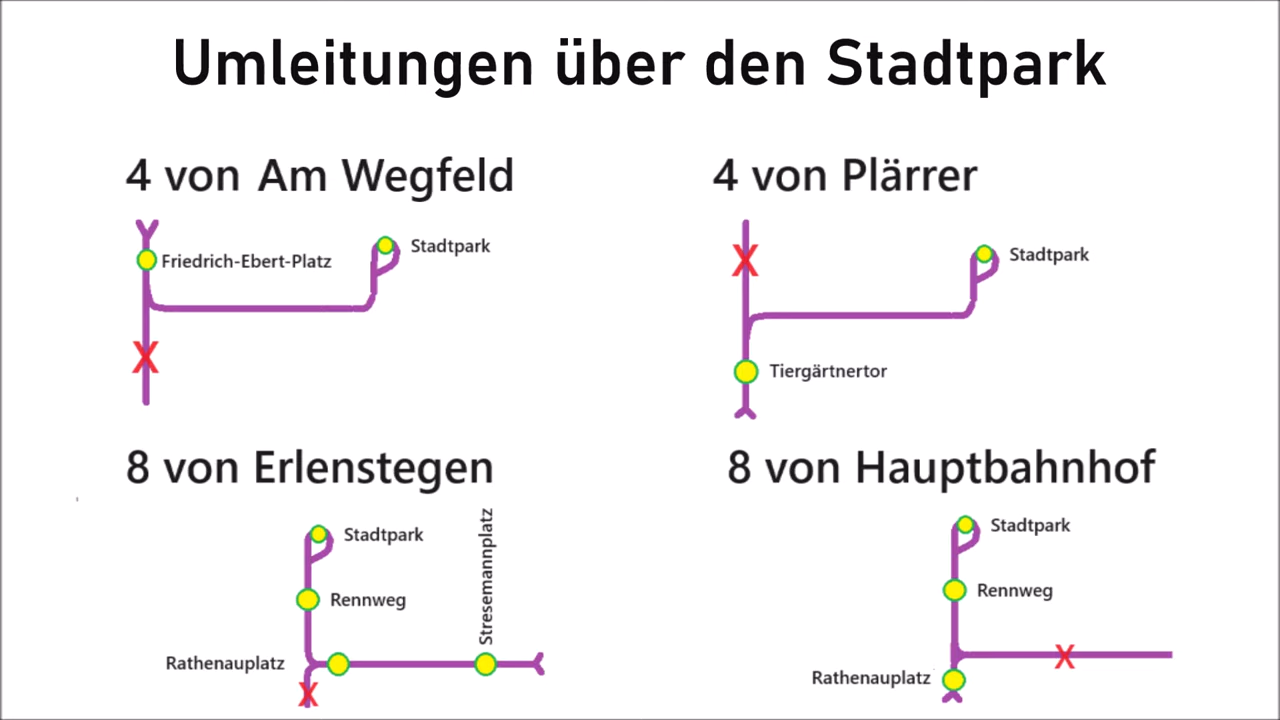 Umleitungen über den Stadtpark
4 von Am Wegfeld
Friedrich-Ebert-Platz
Stadtpark
X
4 von Plärrer
X
Stadtpark
Tiergärtnertor
8 von Erlenstegen
Stadtpark
Stresemannplatz
Rennweg
Rathenauplatz
X
8 von Hauptbahnhof
Stadtpark
Rennweg
X
Rathenauplatz